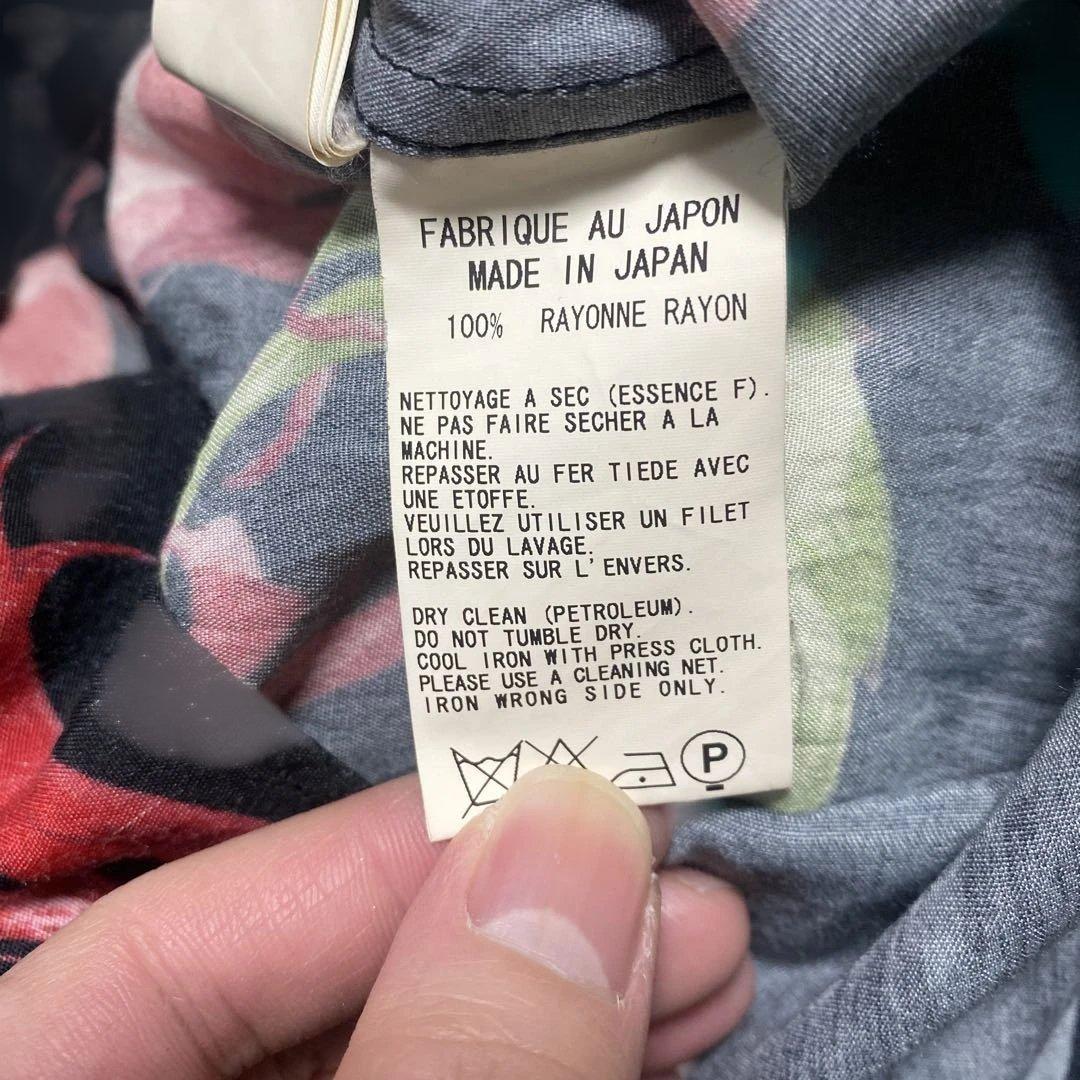 FABRIQUE AU JAPON
MADE IN JAPAN
100% RAYONNE RAYON
NETTOYAGE A SEC (ESSENCE F).
NE PAS FAIRE SECHER A LA
MACHINE.
REPASSER AU FER TIEDE AVEC
UNE ETOFFE.
VEUILLEZ UTILISER UN FILET
LORS DU LAVAGE.
REPASSER SUR L'ENVERS.
DRY CLEAN (PETROLEUM).
DO NOT TUMBLE DRY.
COOL IRON WITH PRESS CLOTH.
PLEASE USE A CLEANING NET.
IRON WRONG SIDE ONLY.
P